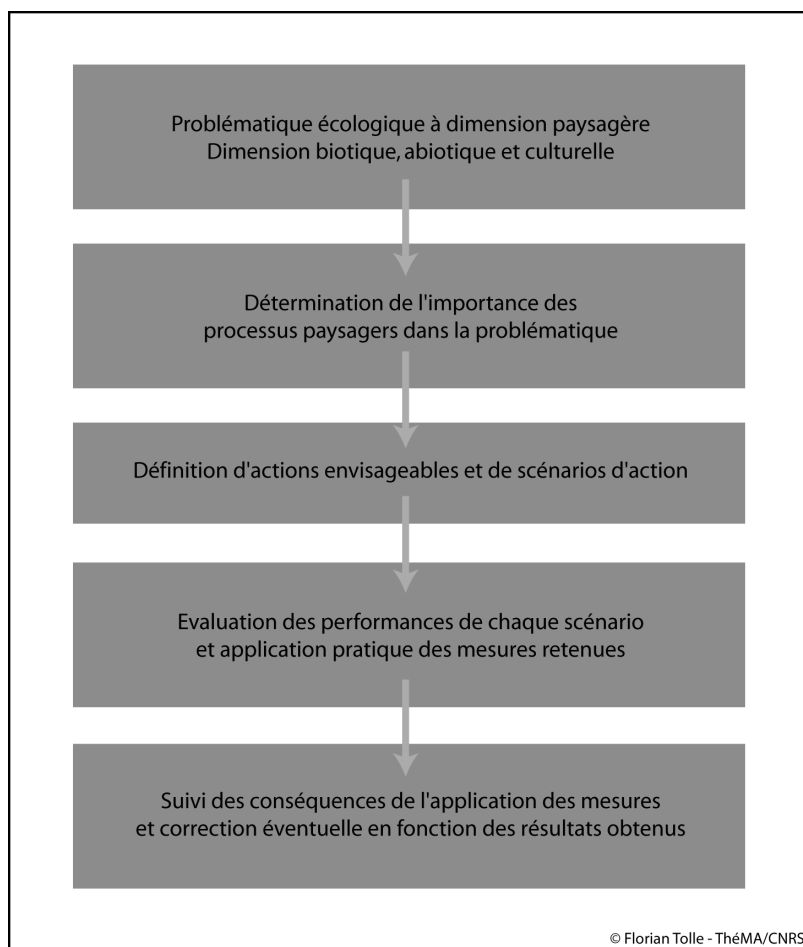 Problématique écologique à dimension paysagère
Dimension biotique, abiotique et culturelle
Détermination de l'importance des
processus paysagers dans la problématique
Définition d'actions envisageables et de scénarios d'action
Evaluation des performances de chaque scénario
et application pratique des mesures retenues
Suivi des conséquences de l'application des mesures
et correction éventuelle en fonction des résultats obtenus
© Florian Tolle - ThéMA/CNRS